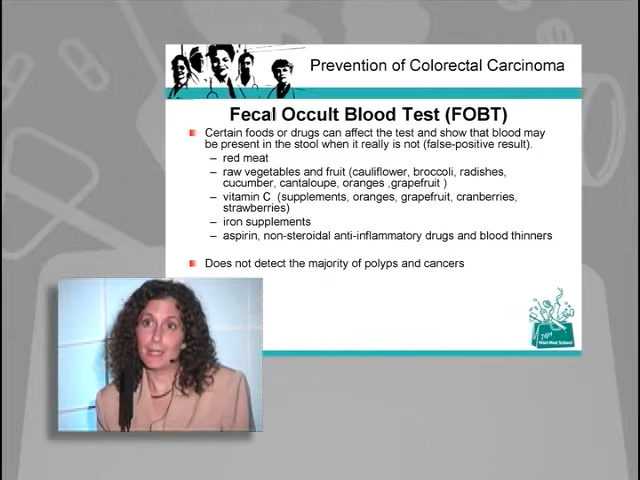 Prevention of Colorectal Carcinoma
Fecal Occult Blood Test (FOBT)
Certain foods or drugs can affect the test and show that blood may
be present in the stool when it really is not (false-positive result).
– red meat
– raw vegetables and fruit (cauliflower, broccoli, radishes,
cucumber, cantaloupe, oranges ,grapefruit )
– vitamin C (supplements, oranges, grapefruit, cranberries,
strawberries)
– iron supplements
– aspirin, non-steroidal anti-inflammatory drugs and blood thinners
Does not detect the majority of polyps and cancers
Mini-Med School